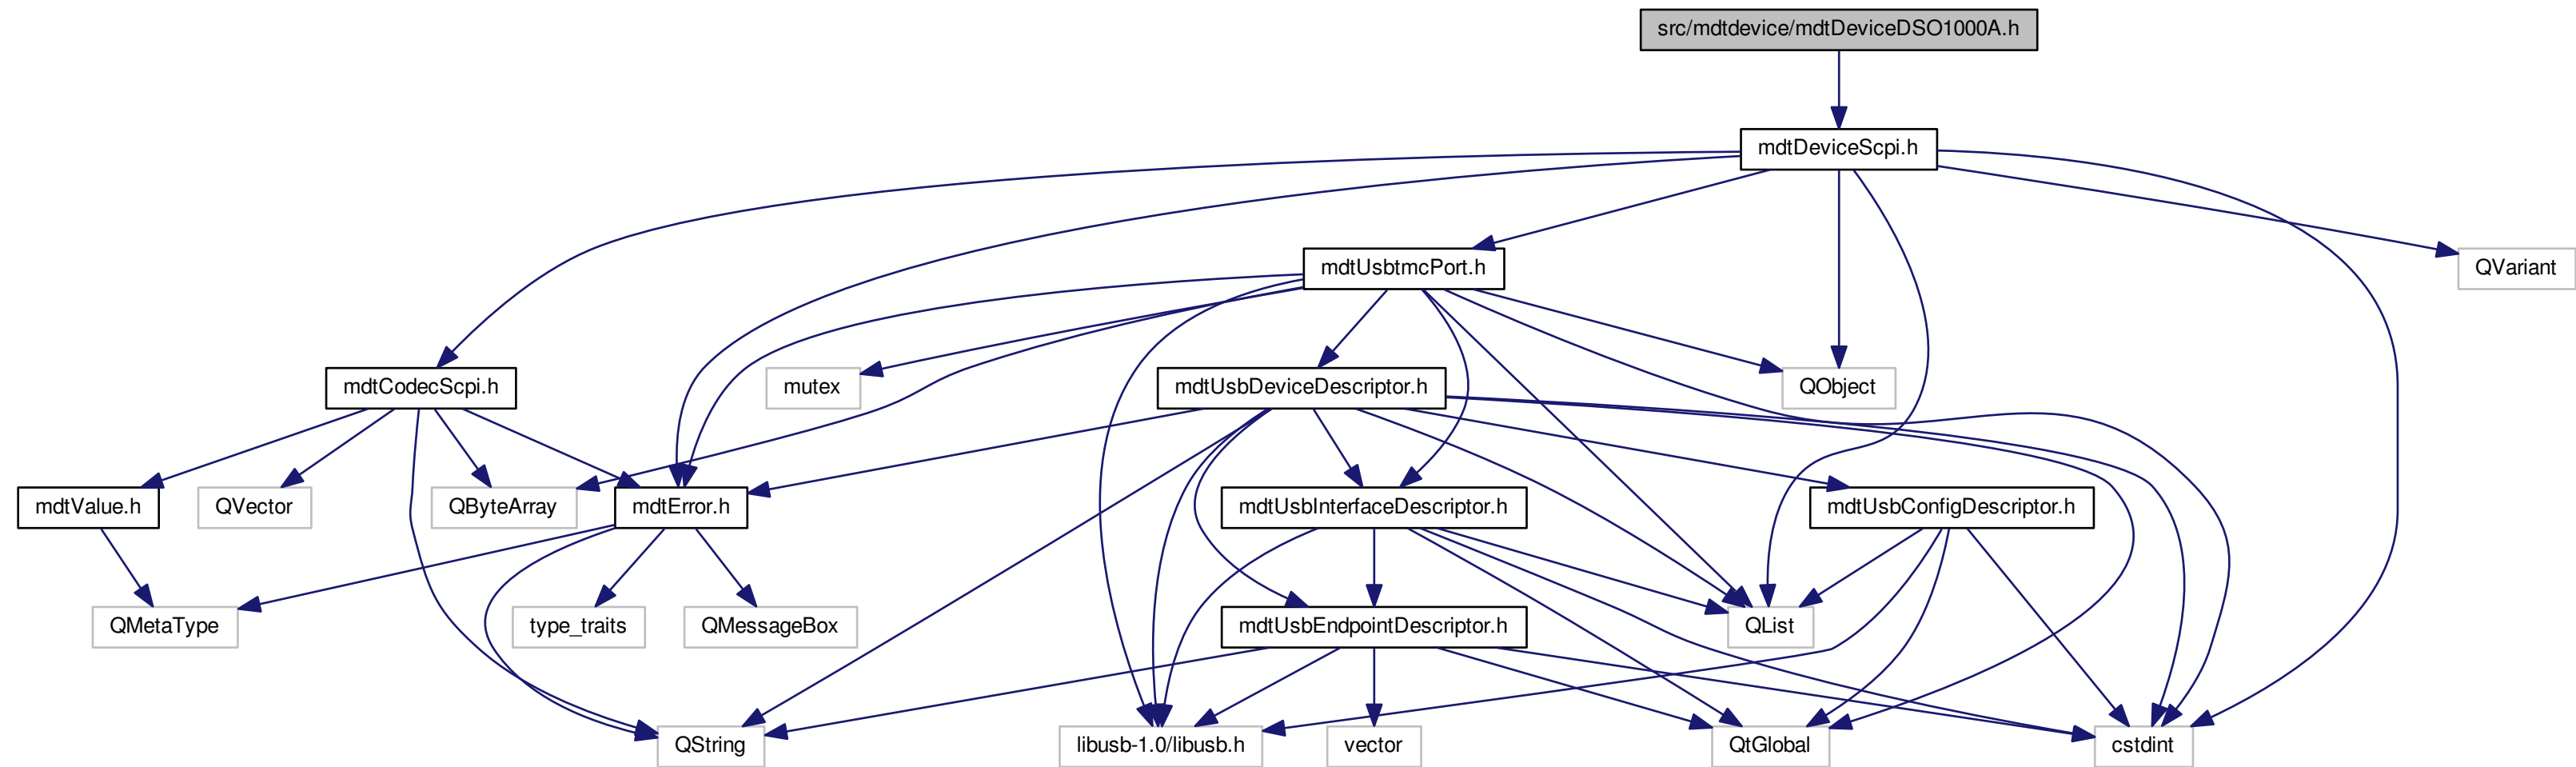 src/mdtdevice/mdtDeviceDSO1000A.h
mdtDeviceScpi.h
mdtUsbtmcPort.h
QVariant
mdtCodecScpi.h
mutex
mdtUsbDeviceDescriptor.h
QObject
mdtValue.h
QVector
QByteArray
mdtError.h
mdtUsbInterfaceDescriptor.h
mdtUsbConfigDescriptor.h
QMetaType
type_traits
QMessageBox
mdtUsbEndpointDescriptor.h
QList
QString
libusb-1.0/libusb.h
vector
QtGlobal
cstdint